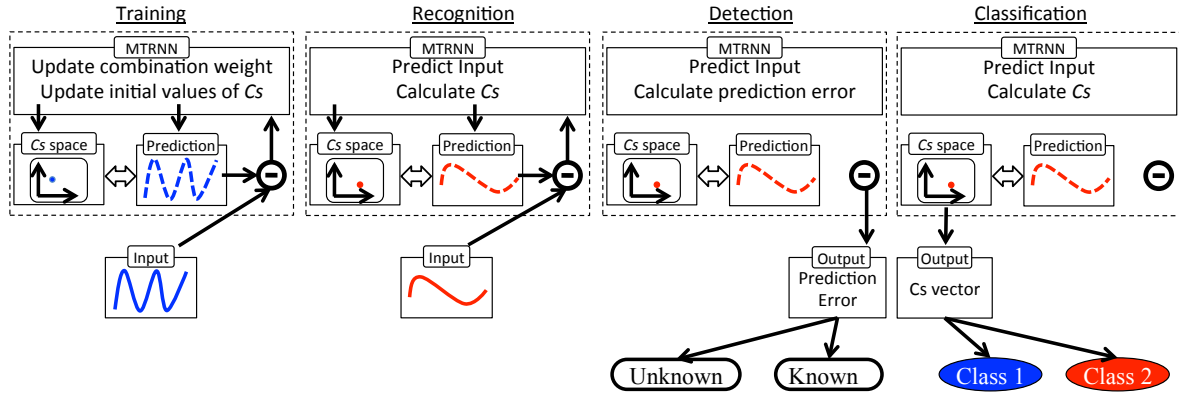 Training
MTRNN
Update combination weight
Update initial values of Cs
Cs space
Prediction
Input
Recognition
MTRNN
Predict Input
Calculate Cs
Cs space
Prediction
Input
Detection
MTRNN
Predict Input
Calculate prediction error
Cs space
Prediction
Output
Prediction
Error
Unknown
Known
Classification
MTRNN
Predict Input
Calculate Cs
Cs space
Prediction
Output
Cs vector
Class 1
Class 2